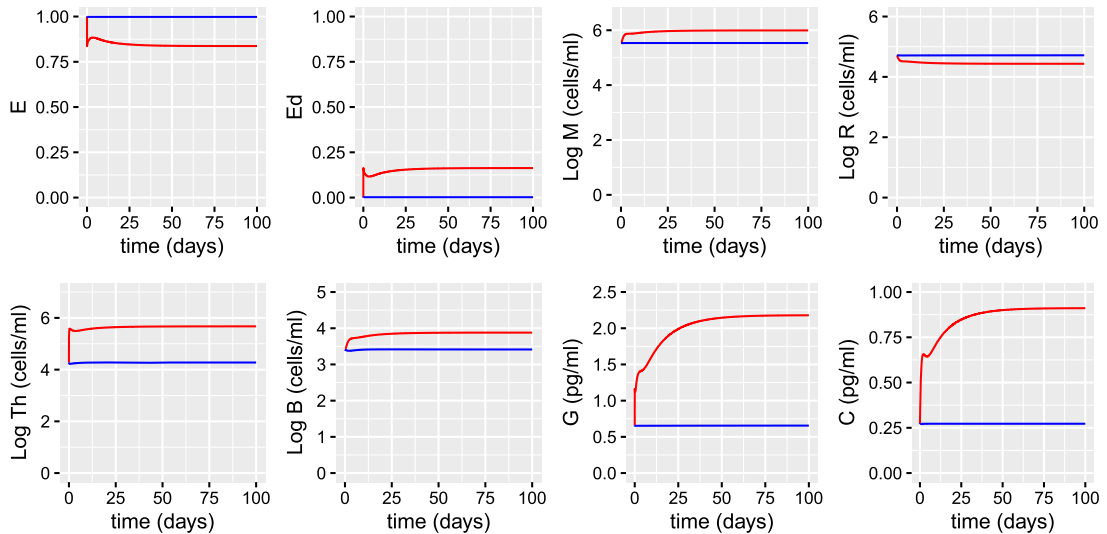 E
1.00
0.75
0.50
0.25
0.00
0 25 50 75 100
time (days)
Ed
1.00
0.75
0.50
0.25
0.00
0 25 50 75 100
time (days)
Log M (cells/ml)
6
4
2
0
0 25 50 75 100
time (days)
Log R (cells/ml)
6
4
2
0
0 25 50 75 100
time (days)
Log Th (cells/ml)
6
4
2
0
0 25 50 75 100
time (days)
Log B (cells/ml)
5
4
3
2
1
0
0 25 50 75 100
time (days)
G (pg/ml)
2.5
2.0
1.5
1.0
0.5
0.0
0 25 50 75 100
time (days)
C (pg/ml)
1.00
0.75
0.50
0.25
0.00
0 25 50 75 100
time (days)